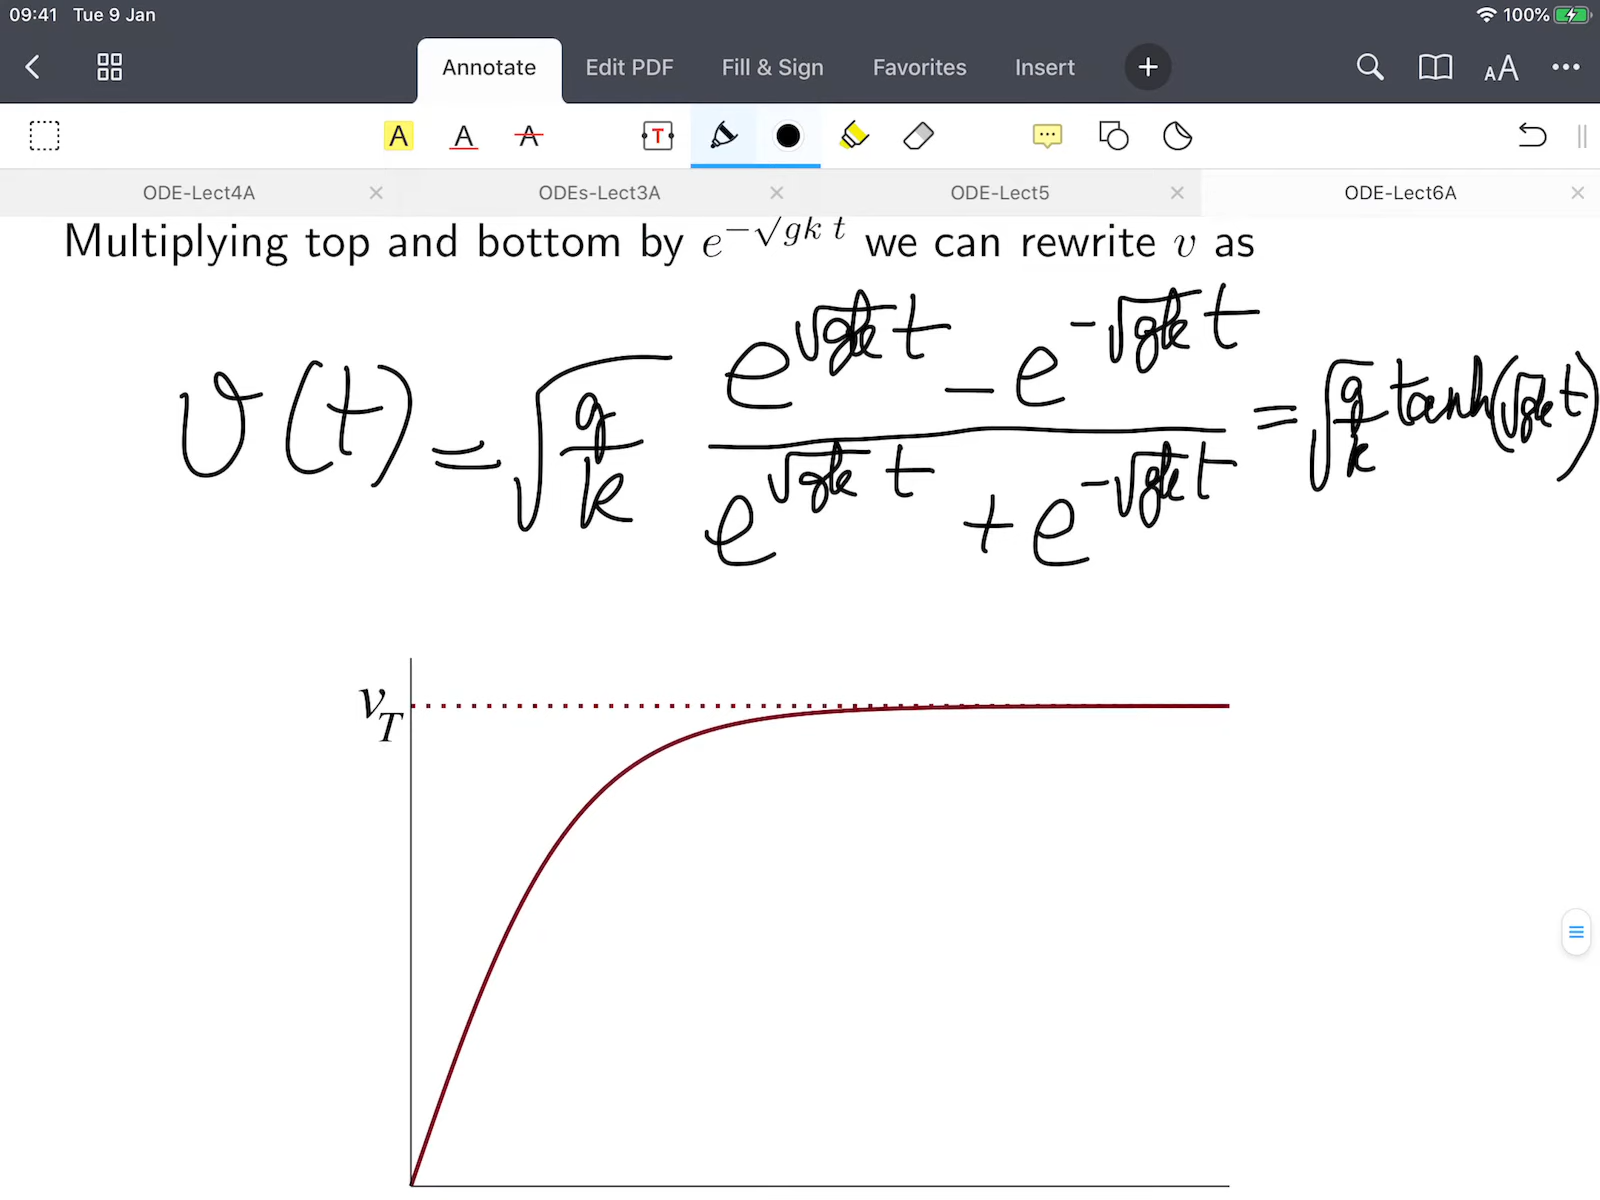 09:41 Tue 9 Jan 100%
Annotate Edit PDF Fill & Sign Favorites Insert +
AA
A A A T
ODE-Lect4A × ODEs-Lect3A × ODE-Lect5 × ODE-Lect6A ×
Multiplying top and bottom by e^{-√gk t} we can rewrite v as
v(t) = √(g/k) (e^{√gk t} - e^{-√gk t})/(e^{√gk t} + e^{-√gk t}) = √(g/k) tanh(√gk t)
v_T